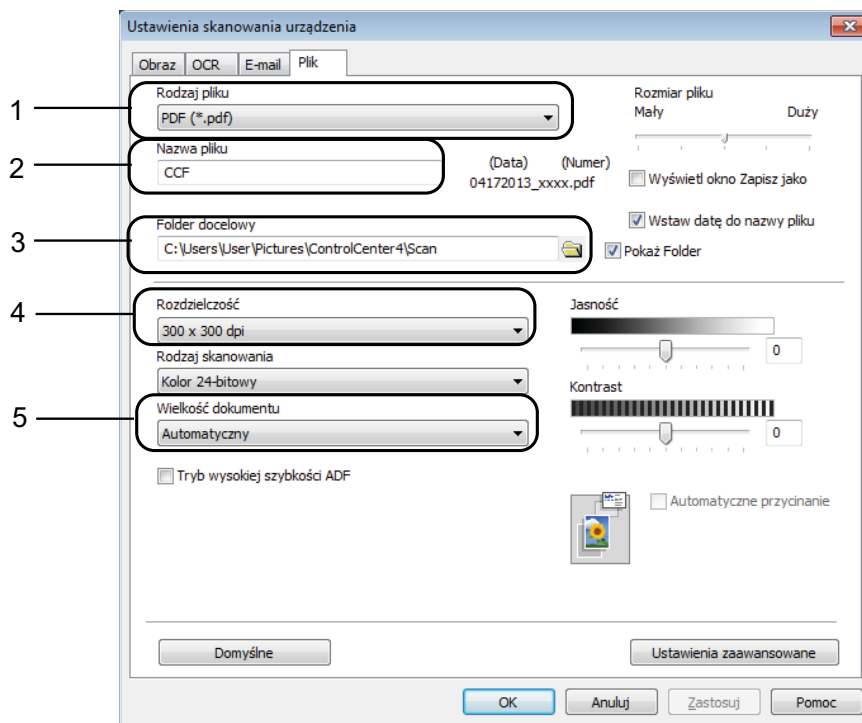 Ustawienia skanowania urządzenia
Obraz OCR E-mail Plik
1
Rodzaj pliku
PDF (*.pdf)
Rozmiar pliku
Mały Duży
2
Nazwa pliku
CCF
(Data) (Numer)
04172013_xxxx.pdf
Wyświetl okno Zapisz jako
Wstaw datę do nazwy pliku
3
Folder docelowy
C:\Users\User\Pictures\ControlCenter4\Scan
Pokaż Folder
4
Rozdzielczość
300 x 300 dpi
Rodzaj skanowania
Kolor 24-bitowy
5
Wielkość dokumentu
Automatyczny
Tryb wysokiej szybkości ADF
Jasność
0
Kontrast
0
Automatyczne przycinanie
Domyślne
Ustawienia zaawansowane
OK Anuluj Zastosuj Pomoc